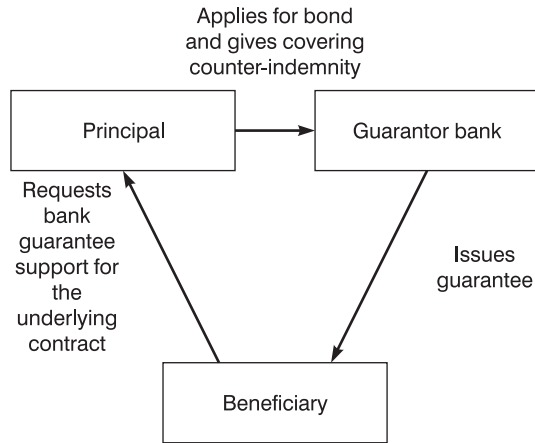 Applies for bond
and gives covering
counter-indemnity
Principal
Guarantor bank
Requests
bank
guarantee
support for
the
underlying
contract
Issues
guarantee
Beneficiary